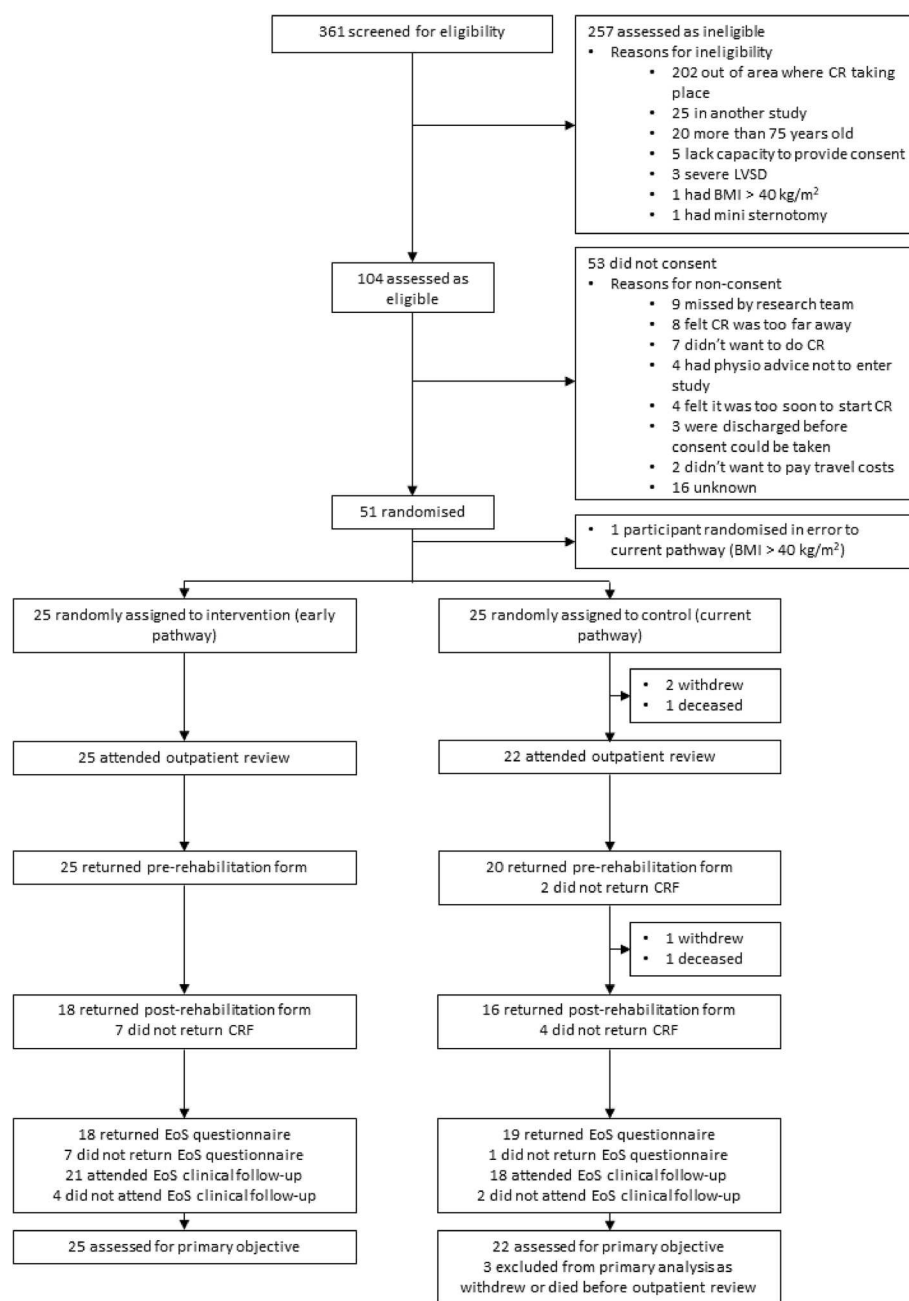 361 screened for eligibility
257 assessed as ineligible
• Reasons for ineligibility
• 202 out of area where CR taking
place
• 25 in another study
• 20 more than 75 years old
• 5 lack capacity to provide consent
• 3 severe LVSD
• 1 had BMI > 40 kg/m²
• 1 had mini sternotomy
104 assessed as
eligible
53 did not consent
• Reasons for non-consent
• 9 missed by research team
• 8 felt CR was too far away
• 7 didn't want to do CR
• 4 had physio advice not to enter
study
• 4 felt it was too soon to start CR
• 3 were discharged before
consent could be taken
• 2 didn't want to pay travel costs
• 16 unknown
51 randomised
• 1 participant randomised in error to
current pathway (BMI > 40 kg/m²)
25 randomly assigned to intervention (early
pathway)
25 randomly assigned to control (current
pathway)
• 2 withdrew
• 1 deceased
25 attended outpatient review
22 attended outpatient review
25 returned pre-rehabilitation form
20 returned pre-rehabilitation form
2 did not return CRF
• 1 withdrew
• 1 deceased
18 returned post-rehabilitation form
7 did not return CRF
16 returned post-rehabilitation form
4 did not return CRF
18 returned EoS questionnaire
7 did not return EoS questionnaire
21 attended EoS clinical follow-up
4 did not attend EoS clinical follow-up
19 returned EoS questionnaire
1 did not return EoS questionnaire
18 attended EoS clinical follow-up
2 did not attend EoS clinical follow-up
25 assessed for primary objective
22 assessed for primary objective
3 excluded from primary analysis as
withdrew or died before outpatient review